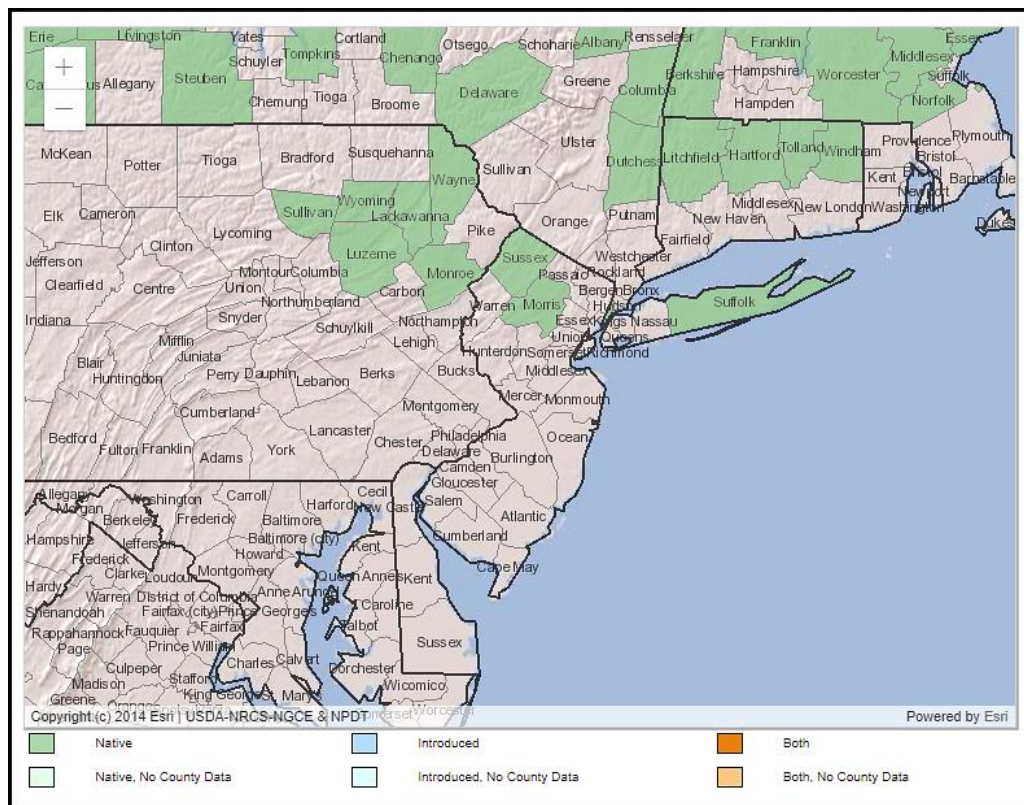 Erie Livingston Yates Cortland Otsego Schoharie Albany Rensselaer Franklin Essex
Schuyler Tompkins Chenango Middlesex
+ Allegany Steuben Delaware Greene Columbia Berkshire Hampshire Worcester Suffolk
− Chemung Tioga Broome Hampden Norfolk
Ulster Providence Plymouth
McKean Potter Tioga Bradford Susquehanna Sullivan Dutchess Litchfield Hartford Tolland Windham Bristol
Wayne Kent Bristol Barnstable
Elk Cameron Sullivan Wyoming Lackawanna Orange Putnam Middlesex New London Washington Newport
Lycoming Pike New Haven Dukes
Jefferson Clinton Luzerne Sussex Westchester Fairfield
Clearfield Centre Montour Columbia Monroe Passaic Rockland
Union Northumberland Carbon Warren Morris Bergen Bronx Suffolk
Indiana Snyder Schuylkill Northampton Essex Hudson Kings Nassau
Mifflin Lehigh Union Queens
Blair Juniata Hunterdon Somerset Richmond
Huntingdon Perry Dauphin Lebanon Berks Bucks Middlesex
Cumberland Montgomery Mercer Monmouth
Bedford Fulton Franklin Adams York Lancaster Chester Philadelphia Ocean
Delaware Camden Burlington
Gloucester
Allegany Morgan Washington Carroll Harford Cecil New Castle Salem
Berkeley Frederick Baltimore Atlantic
Hampshire Jefferson Baltimore (city) Kent Cumberland
Frederick Howard
Hardy Clarke Loudoun Montgomery Queen Annes Kent Cape May
Warren District of Columbia Anne Arundel
Shenandoah Fairfax (city) Prince Georges Caroline
Rappahannock Fauquier Fairfax Talbot
Page Prince William Sussex
Culpeper Charles Calvert Dorchester
Madison Stafford Wicomico
Greene Orange King George St. Marys Somerset Worcester
Copyright:(c) 2014 Esri | USDA-NRCS-NGCE & NPDT Powered by Esri
Native Introduced Both
Native, No County Data Introduced, No County Data Both, No County Data